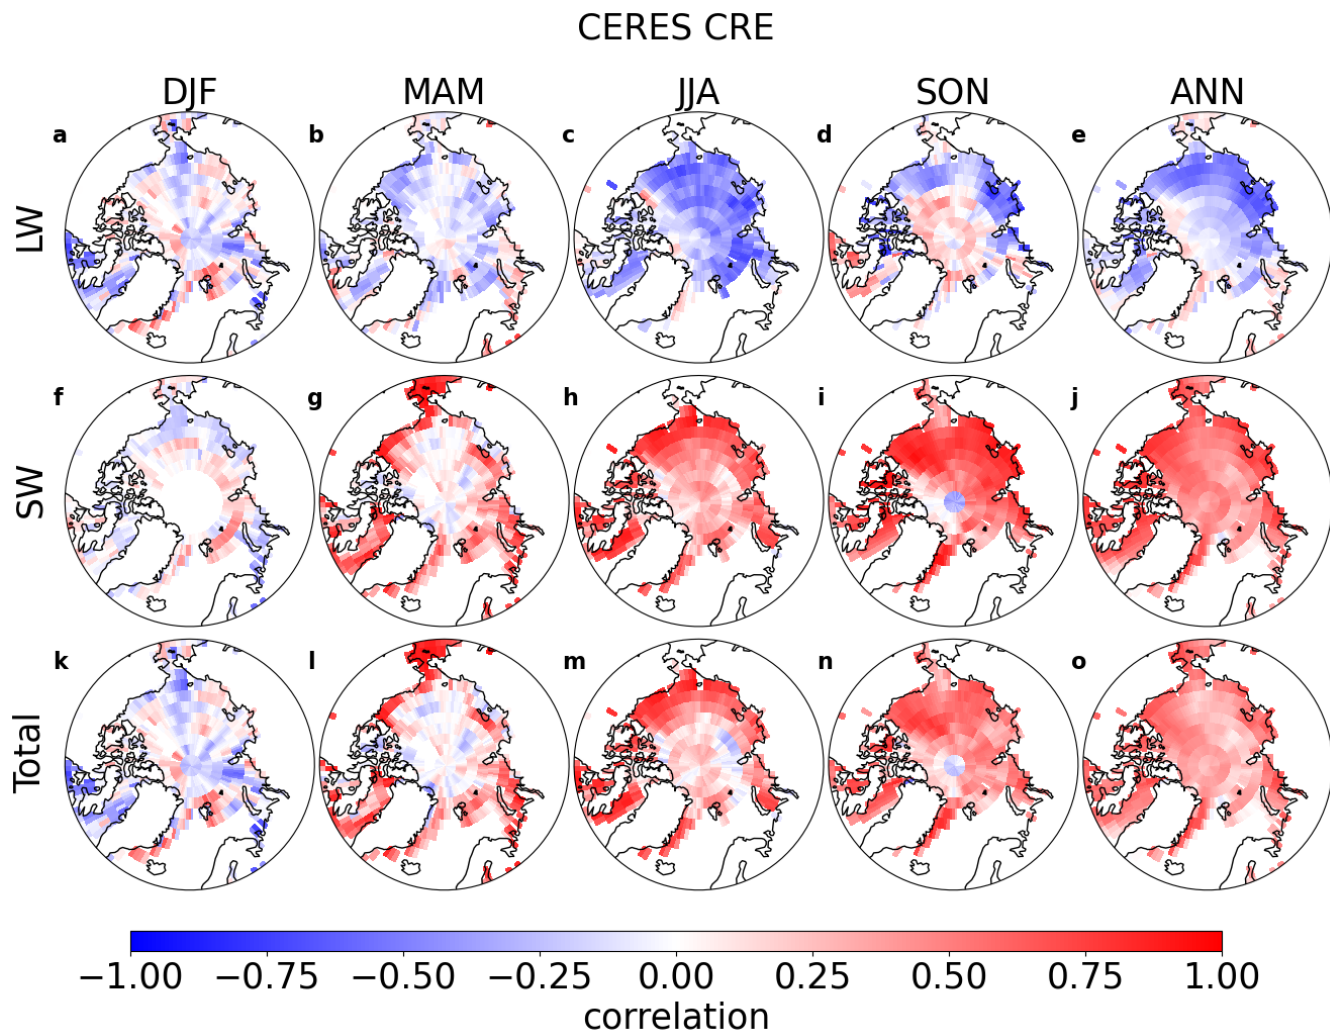 CERES CRE
DJF MAM JJA SON ANN
a b c d e
LW
f g h i j
SW
k l m n o
Total
−1.00 −0.75 −0.50 −0.25 0.00 0.25 0.50 0.75 1.00
correlation